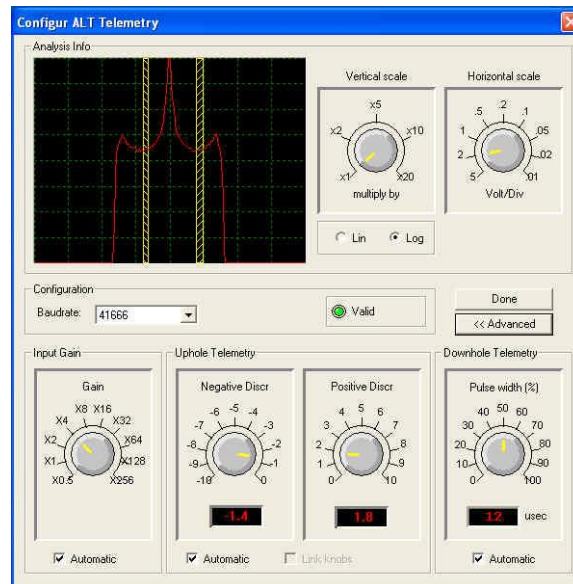 Configur ALT Telemetry
Analysis Info
Vertical scale
x1 x2 x5 x10 x20
multiply by
Horizontal scale
5 2 1 .5 .2 .1 .05 .02 .01
Volt/Div
Lin Log
Configuration
Baudrate: 41666
Valid
Done
<< Advanced
Input Gain
Gain
X0.5 X1 X2 X4 X8 X16 X32 X64 X128 X256
Automatic
Uphole Telemetry
Negative Discr
-10 -9 -8 -7 -6 -5 -4 -3 -2 -1 0
-1.4
Automatic
Positive Discr
0 1 2 3 4 5 6 7 8 9 10
1.8
Link knobs
Downhole Telemetry
Pulse width (%)
0 10 20 30 40 50 60 70 80 90 100
12 usec
Automatic